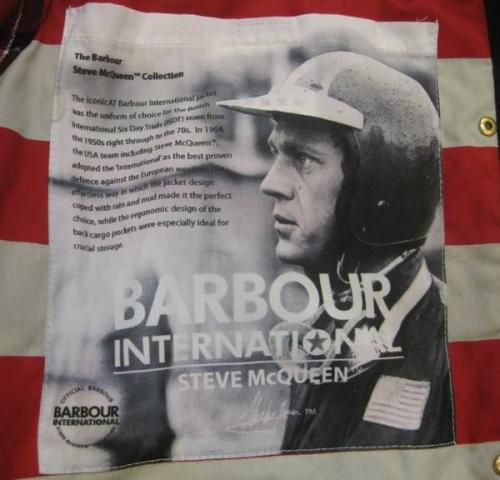 The Barbour
Steve McQueen™ Collection
The iconic A7 Barbour International jacket
was the uniform of choice for the British
International Six Day Trials (ISDT) team from
the 1950s right through to the 70s. In 1964,
the USA team including Steve McQueen™,
adopted the 'International' as the best proven
defence against the European weather. The
effortless way in which the jacket design
coped with rain and mud made it the perfect
choice, while the ergonomic design of the
back cargo pockets were especially ideal for
crucial storage.
BARBOUR
INTERNATIONAL
STEVE McQUEEN™
TM
OFFICIAL BARBOUR
BARBOUR
INTERNATIONAL
STEVE McQUEEN